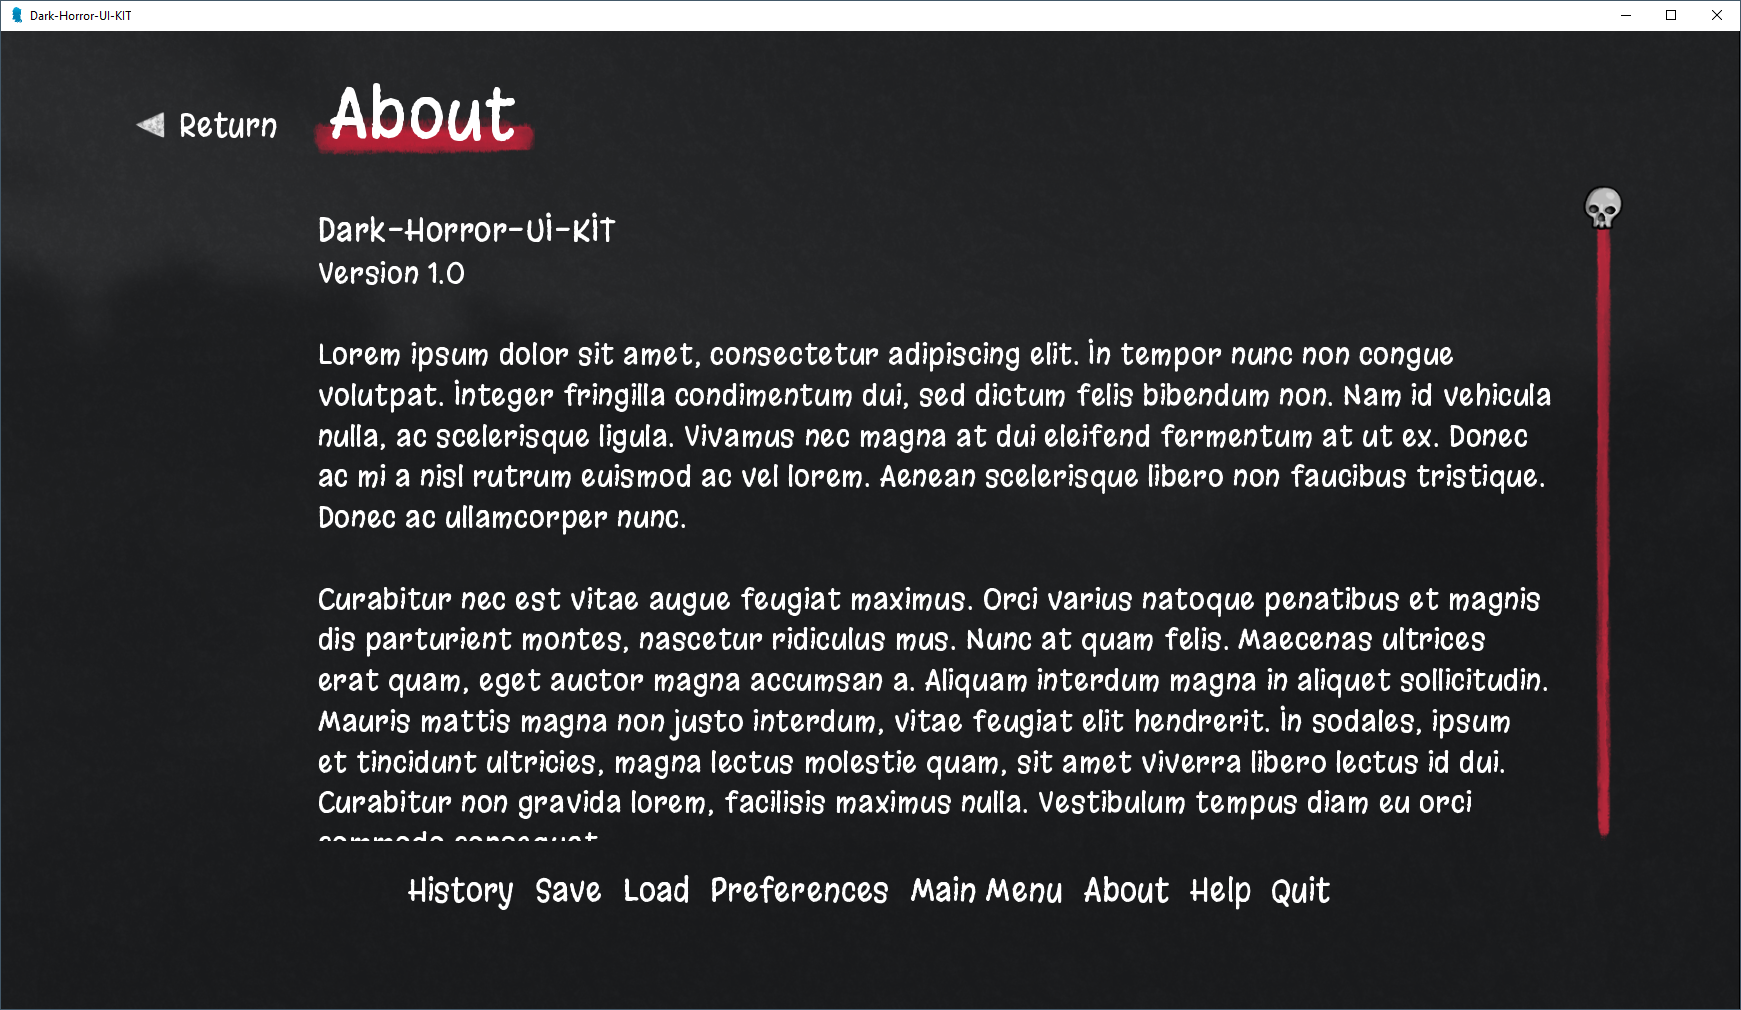 Dark-Horror-UI-KIT
Return
About
Dark-Horror-Ui-KiT
Version 1.0
Lorem ipsum dolor sit amet, consectetur adipiscing elit. In tempor nunc non congue
volutpat. Integer fringilla condimentum dui, sed dictum felis bibendum non. Nam id vehicula
nulla, ac scelerisque ligula. Vivamus nec magna at dui eleifend fermentum at ut ex. Donec
ac mi a nisl rutrum euismod ac vel lorem. Aenean scelerisque libero non faucibus tristique.
Donec ac ullamcorper nunc.
Curabitur nec est vitae augue feugiat maximus. Orci varius natoque penatibus et magnis
dis parturient montes, nascetur ridiculus mus. Nunc at quam felis. Maecenas ultrices
erat quam, eget auctor magna accumsan a. Aliquam interdum magna in aliquet sollicitudin.
Mauris mattis magna non justo interdum, vitae feugiat elit hendrerit. In sodales, ipsum
et tincidunt ultricies, magna lectus molestie quam, sit amet viverra libero lectus id dui.
Curabitur non gravida lorem, facilisis maximus nulla. Vestibulum tempus diam eu orci
commodo consequat
History Save Load Preferences Main Menu About Help Quit